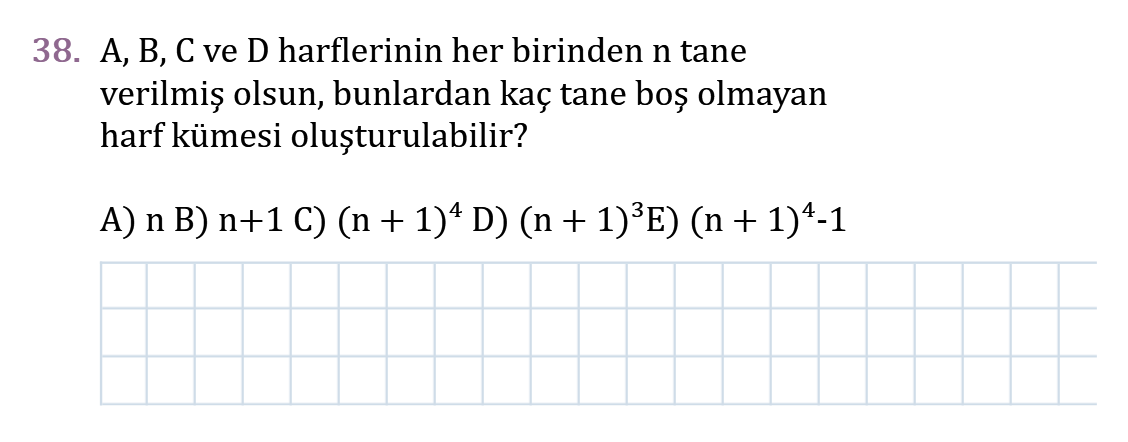 38. A, B, C ve D harflerinin her birinden n tane
verilmiş olsun, bunlardan kaç tane boş olmayan
harf kümesi oluşturulabilir?
A) n B) n+1 C) (n + 1)⁴ D) (n + 1)³E) (n + 1)⁴-1